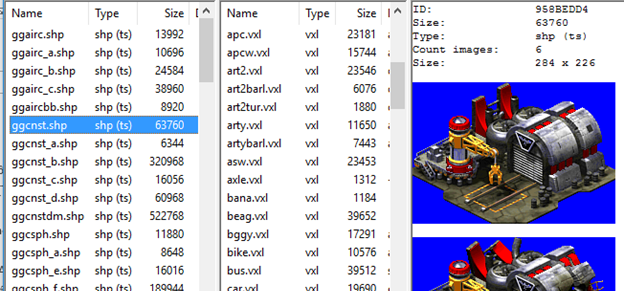 Name Type Size
ggairc.shp shp (ts) 13992
ggairc_a.shp shp (ts) 10696
ggairc_b.shp shp (ts) 24584
ggairc_c.shp shp (ts) 38960
ggaircbb.shp shp (ts) 8920
ggcnst.shp shp (ts) 63760
ggcnst_a.shp shp (ts) 6344
ggcnst_b.shp shp (ts) 320968
ggcnst_c.shp shp (ts) 16056
ggcnst_d.shp shp (ts) 60968
ggcnstdm.shp shp (ts) 522768
ggcsph.shp shp (ts) 11880
ggcsph_a.shp shp (ts) 8648
ggcsph_e.shp shp (ts) 16016
ggcsph_f.shp shp (ts) 189944
Name Type Size
apc.vxl vxl 23181
apcw.vxl vxl 15744
art2.vxl vxl 23546
art2barl.vxl vxl 6076
art2tur.vxl vxl 1880
arty.vxl vxl 11650
artybarl.vxl vxl 7443
asw.vxl vxl 23453
axle.vxl vxl 1312
bana.vxl vxl 1184
beag.vxl vxl 39652
bggy.vxl vxl 17291
bike.vxl vxl 10576
bus.vxl vxl 39512
car.vxl vxl 19690
ID: 958BEDD4
Size: 63760
Type: shp (ts)
Count images: 6
Size: 284 x 226